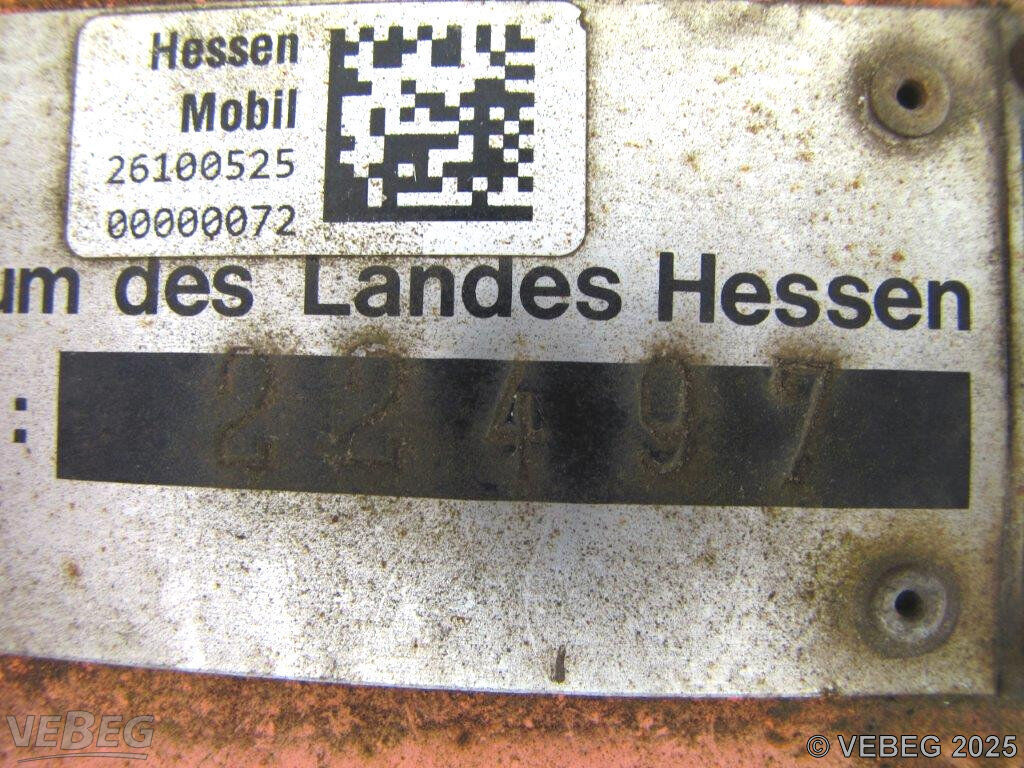 Hessen
Mobil
26100525
00000072
um des Landes Hessen
: 22497
VEBEG
© VEBEG 2025